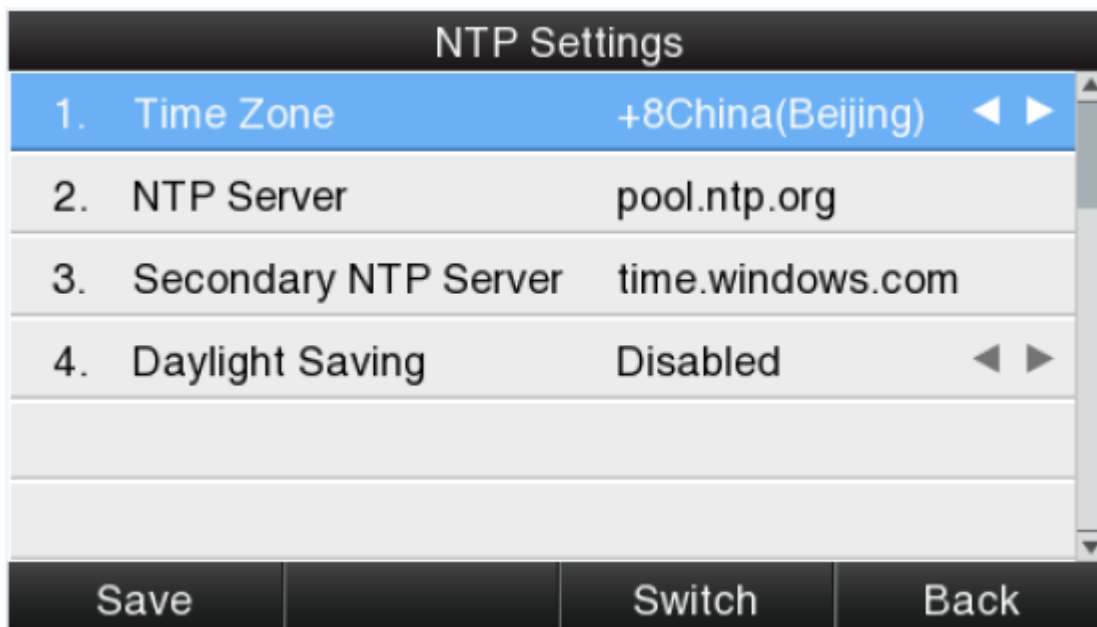 NTP Settings
1. Time Zone +8China(Beijing)
2. NTP Server pool.ntp.org
3. Secondary NTP Server time.windows.com
4. Daylight Saving Disabled
Save Switch Back